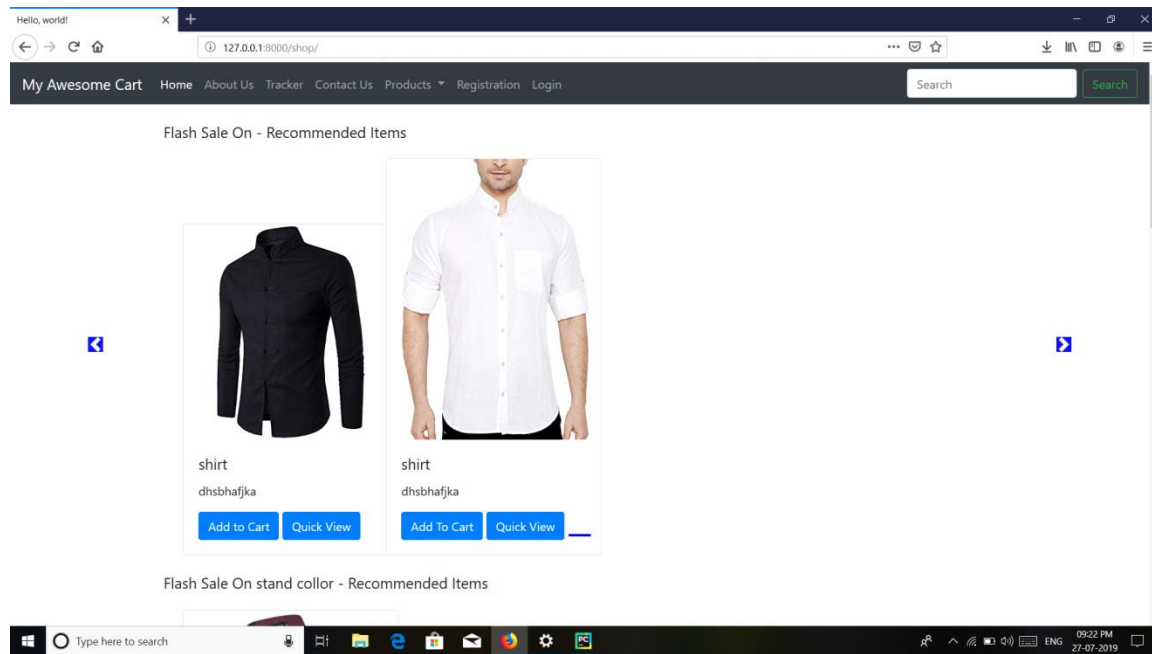 Hello, world!
127.0.0.1:8000/shop/
My Awesome Cart Home About Us Tracker Contact Us Products Registration Login Search Search
Flash Sale On - Recommended Items
shirt
dhsbhafjka
Add to Cart Quick View
shirt
dhsbhafjka
Add To Cart Quick View
Flash Sale On stand collor - Recommended Items
Type here to search
PC
ENG
09:22 PM
27-07-2019